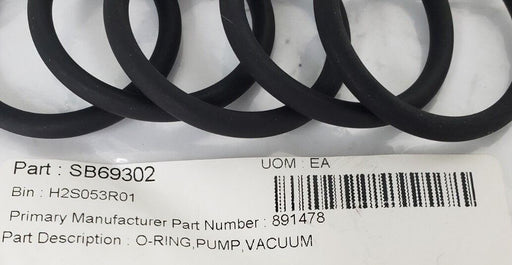 Part : SB69302
UOM : EA
Bin : H2S053R01
Primary Manufacturer Part Number : 891478
Part Description : O-RING,PUMP,VACUUM